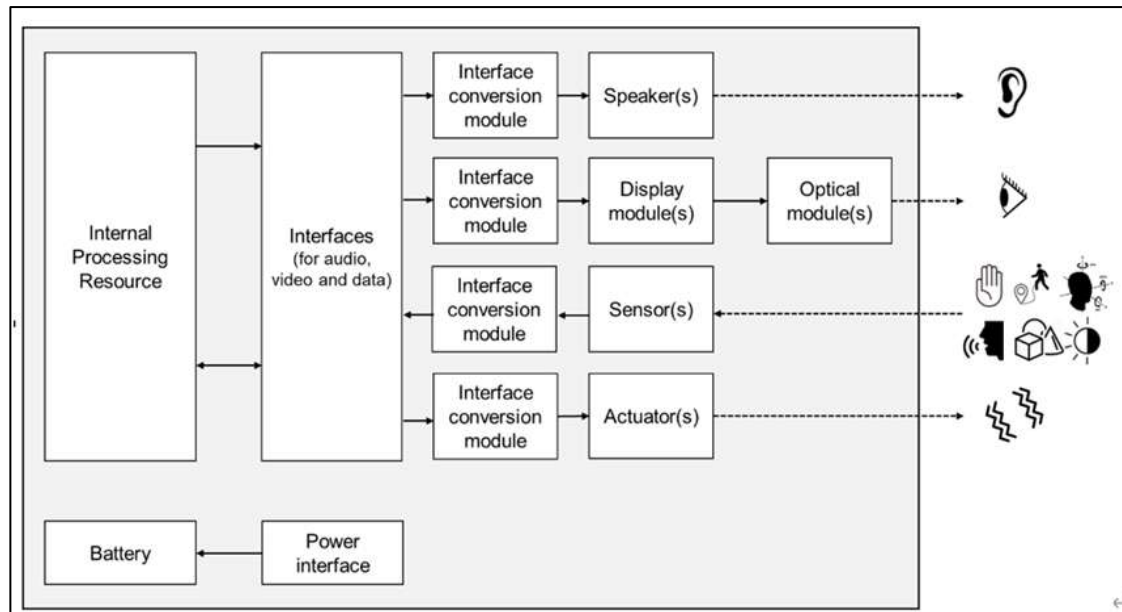 Internal
Processing
Resource
Interfaces
(for audio,
video and data)
Interface
conversion
module
Speaker(s)
Interface
conversion
module
Display
module(s)
Optical
module(s)
Interface
conversion
module
Sensor(s)
Interface
conversion
module
Actuator(s)
Battery
Power
interface